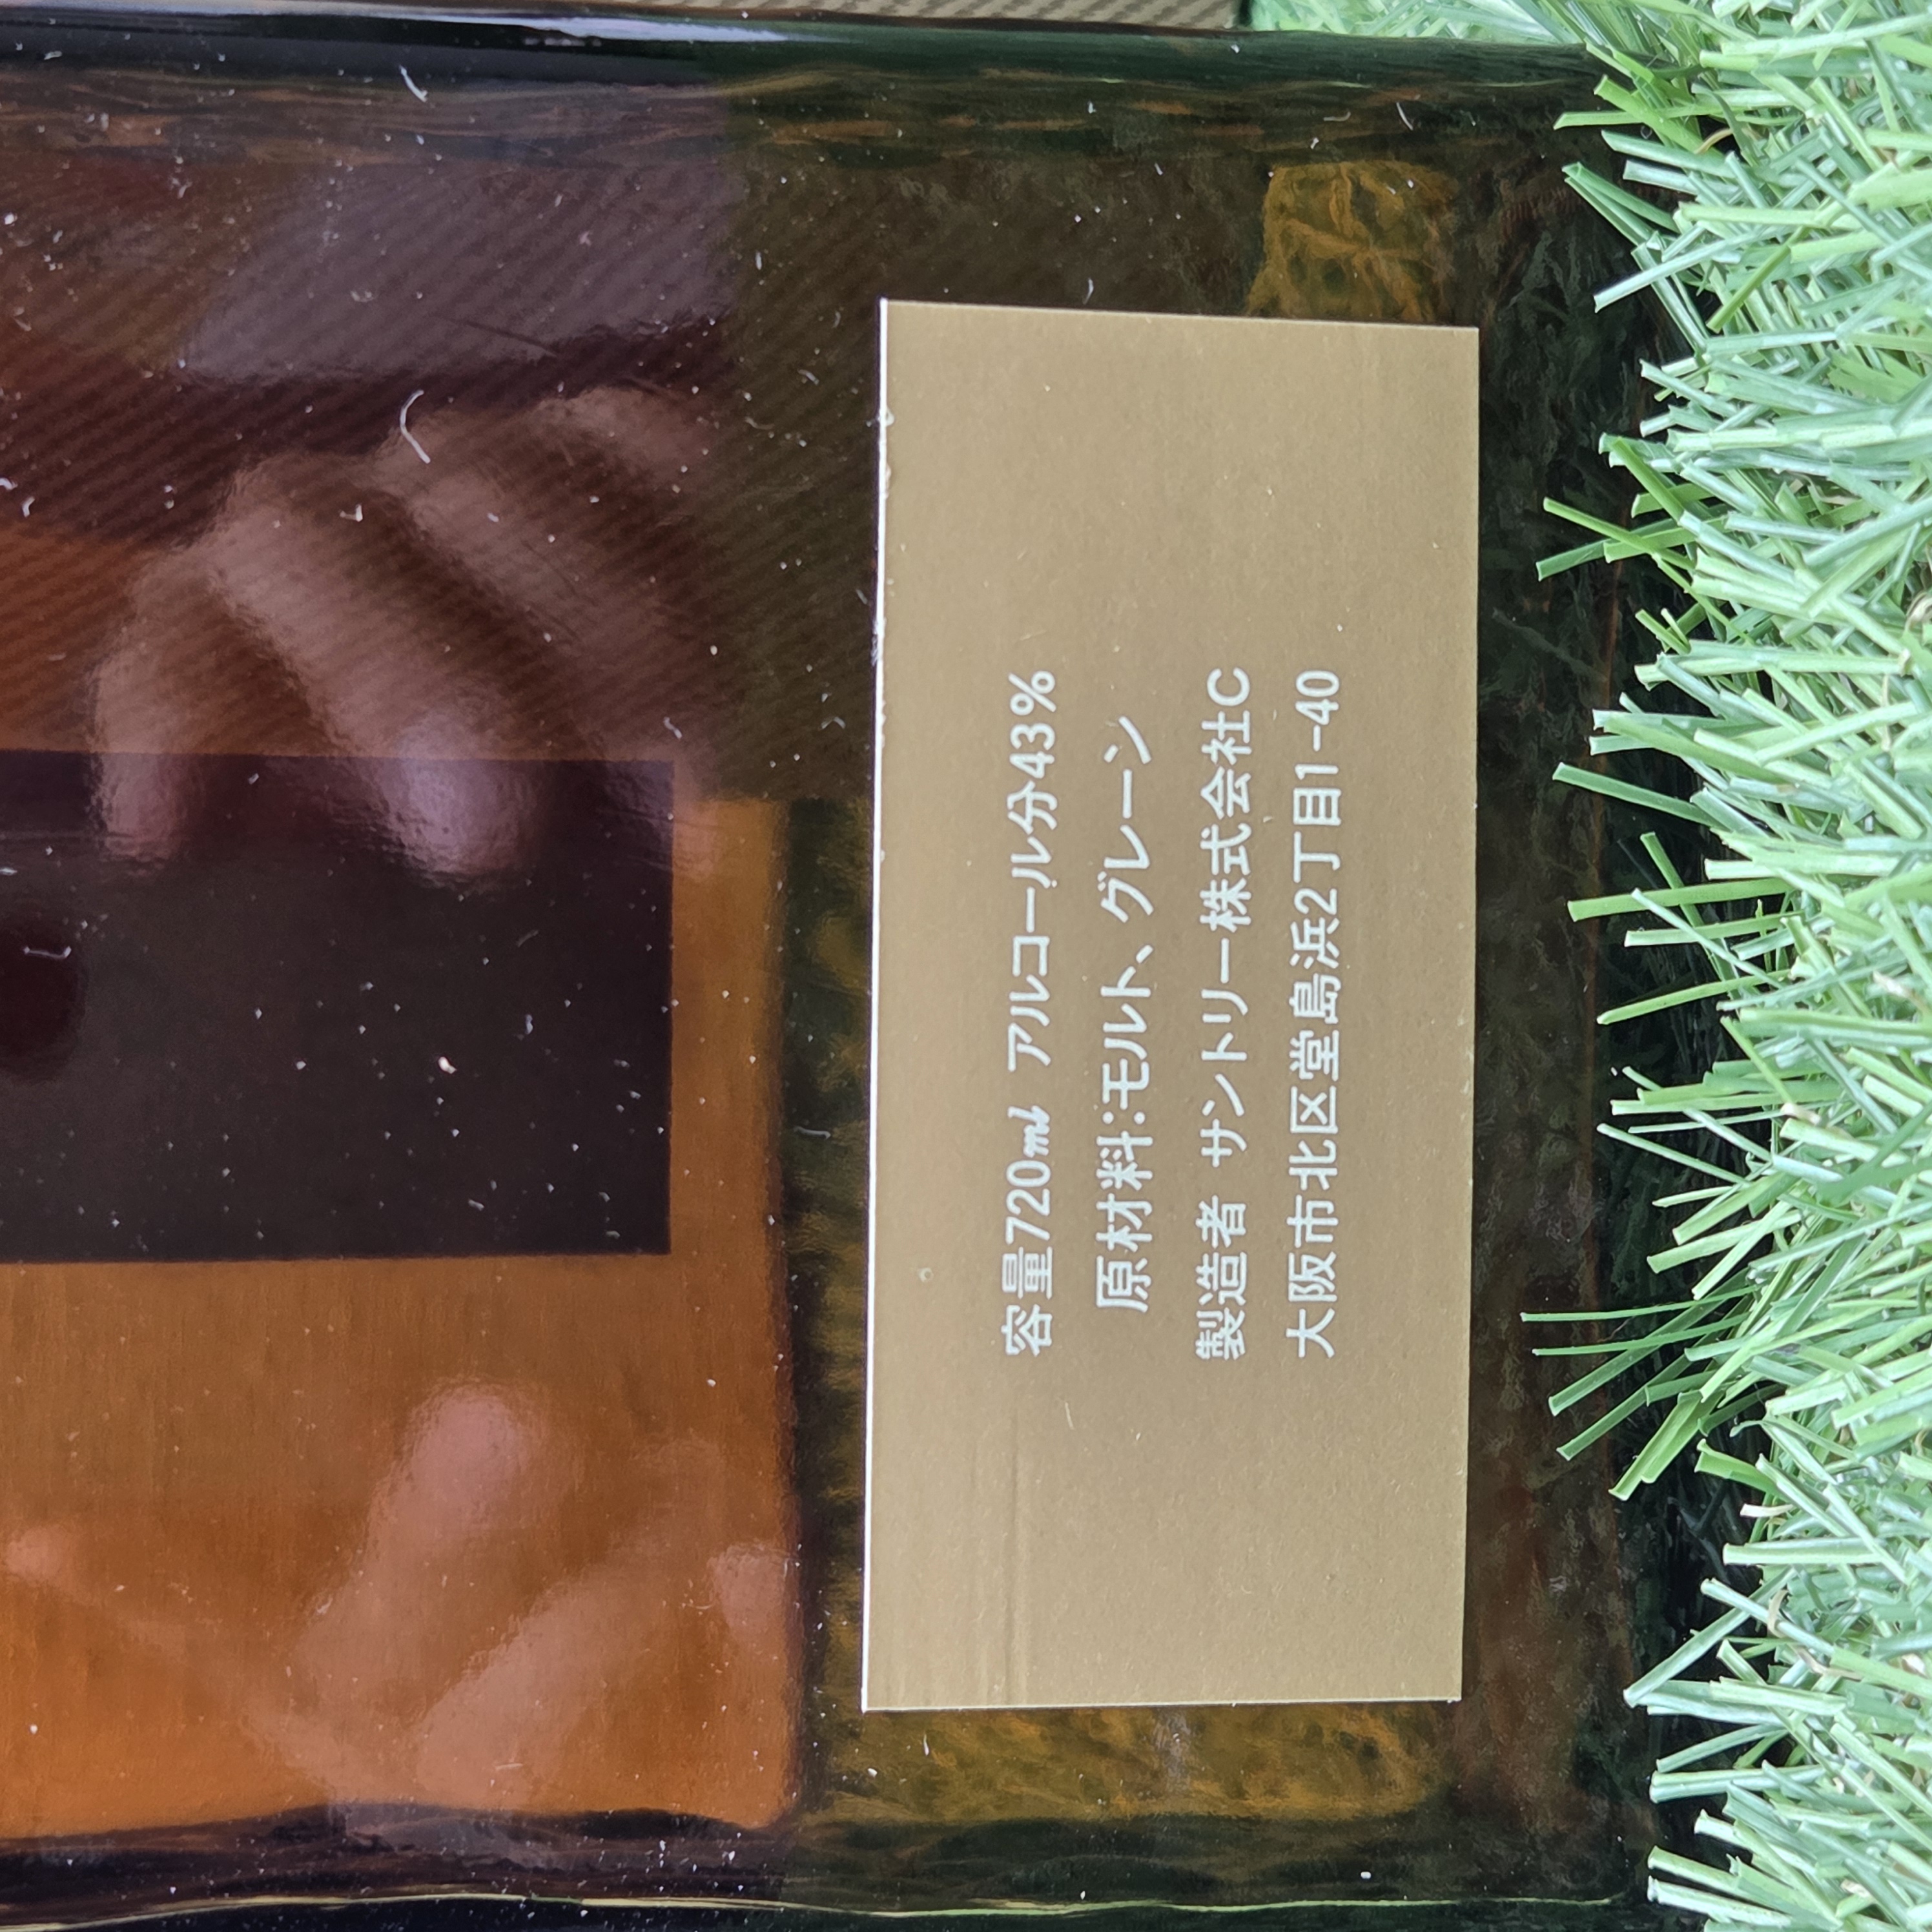 容量720ml アルコール分43%
原材料:モルト、グレーン
製造者 サントリー株式会社C
大阪市北区堂島浜2丁目1-40